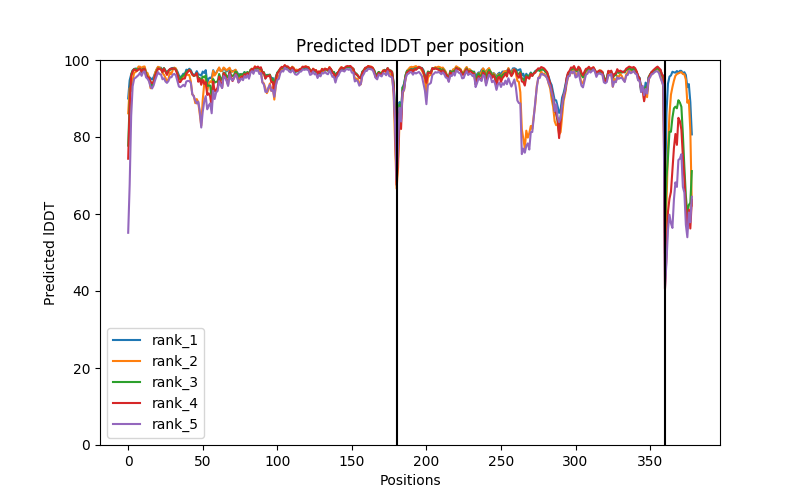 Predicted lDDT per position
Predicted lDDT
100
80
60
40
20
0
rank_1
rank_2
rank_3
rank_4
rank_5
0 50 100 150 200 250 300 350
Positions